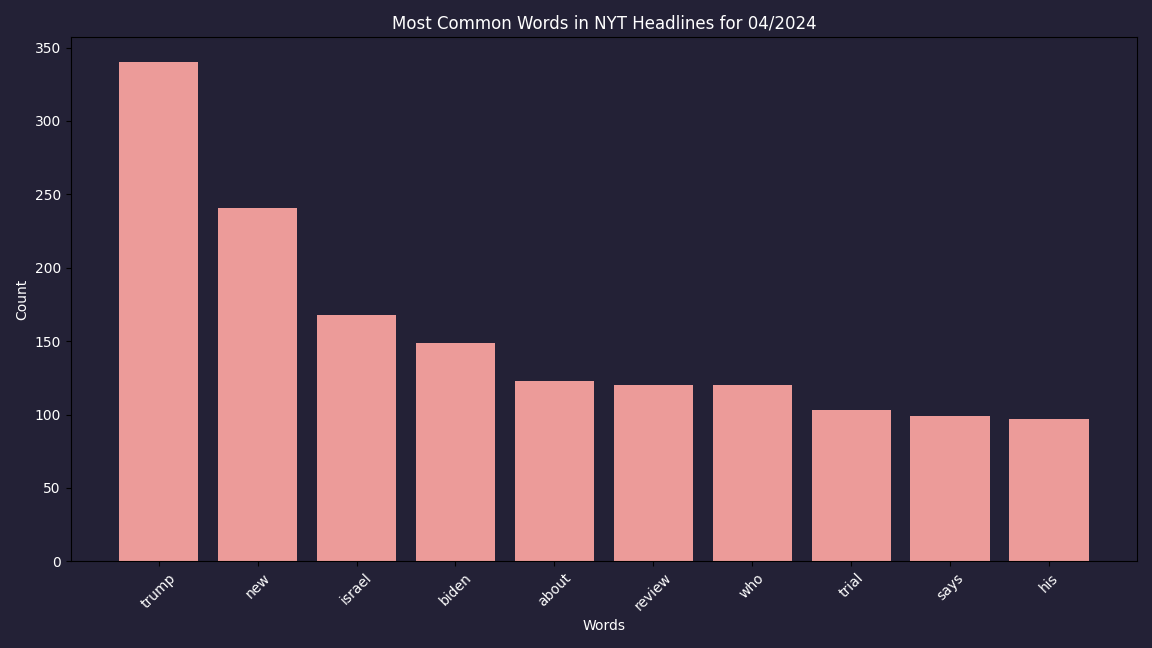 Most Common Words in NYT Headlines for 04/2024
350
300
250
200
150
100
50
0
Count
trump
new
israel
biden
about
review
who
trial
says
his
Words